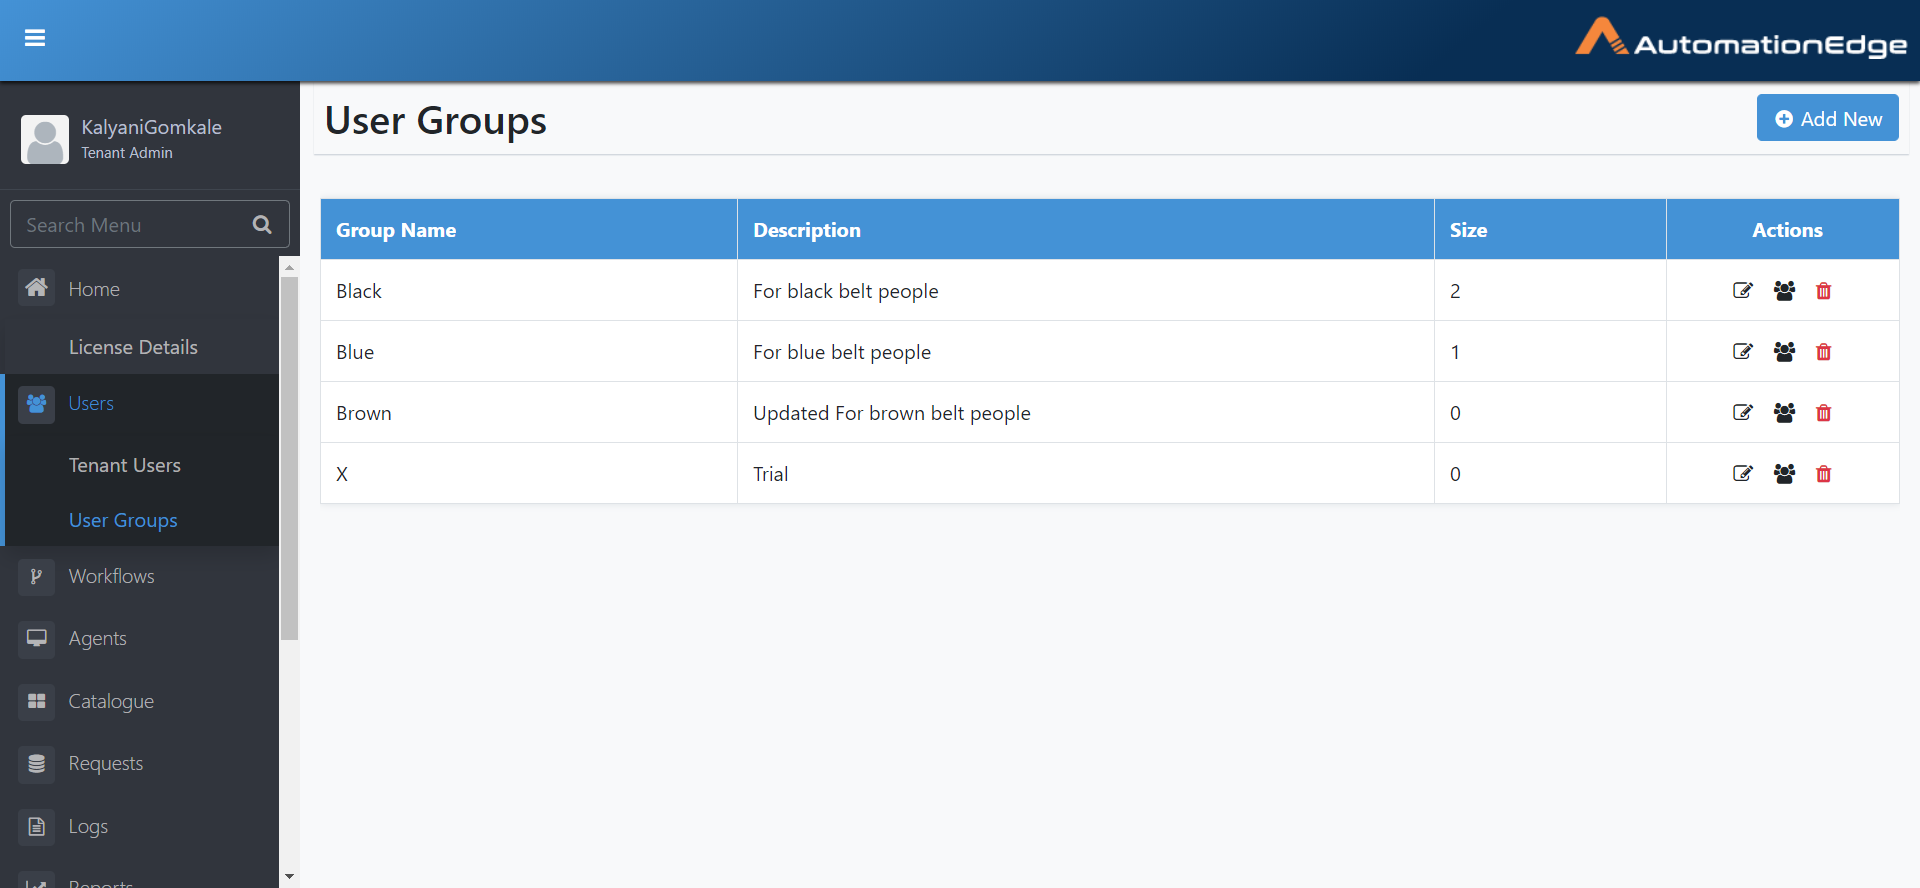 AutomationEdge
KalyaniGomkale
Tenant Admin
Search Menu
Home
License Details
Users
Tenant Users
User Groups
Workflows
Agents
Catalogue
Requests
Logs
Reports
User Groups
Add New
Group Name Description Size Actions
Black For black belt people 2
Blue For blue belt people 1
Brown Updated For brown belt people 0
X Trial 0